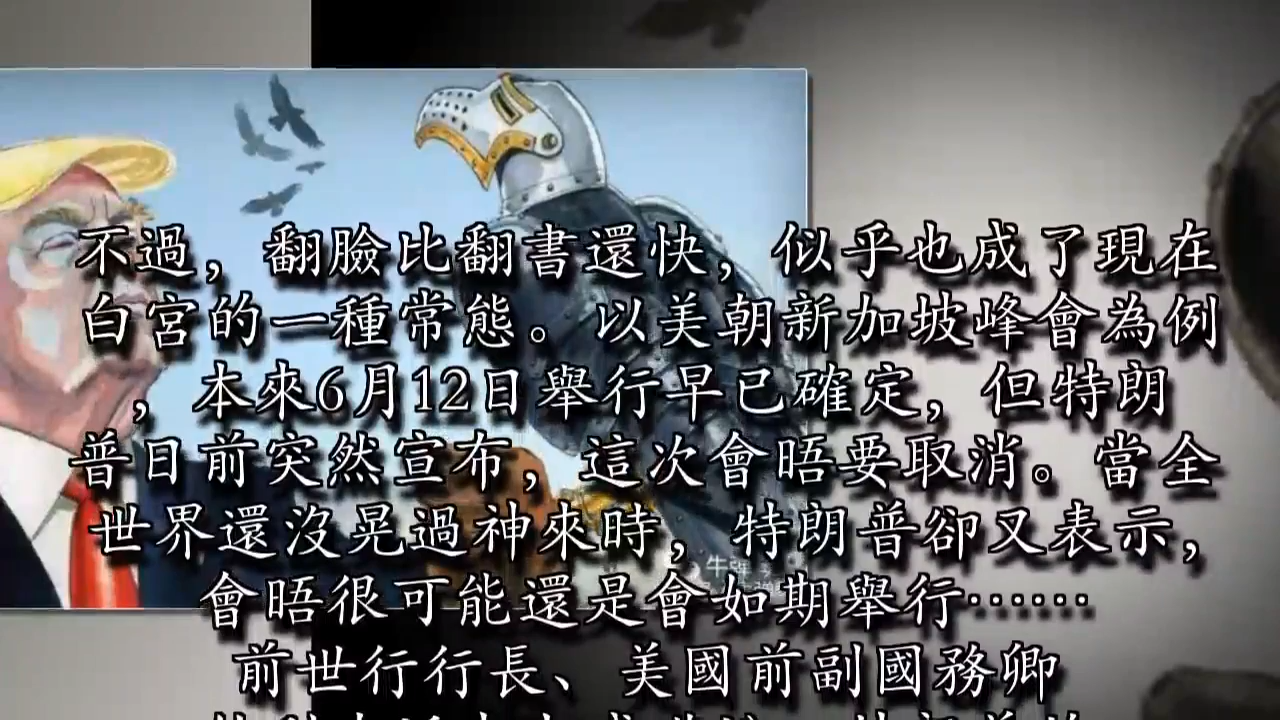 不過，翻臉比翻書還快，似乎也成了現在
白宮的一種常態。以美朝新加坡峰會為例
，本來6月12日舉行早已確定，但特朗
普日前突然宣布，這次會晤要取消。當全
世界還沒晃過神來時，特朗普卻又表示，
會晤很可能還是會如期舉行……
前世行行長、美國前副國務卿
牛彈琴